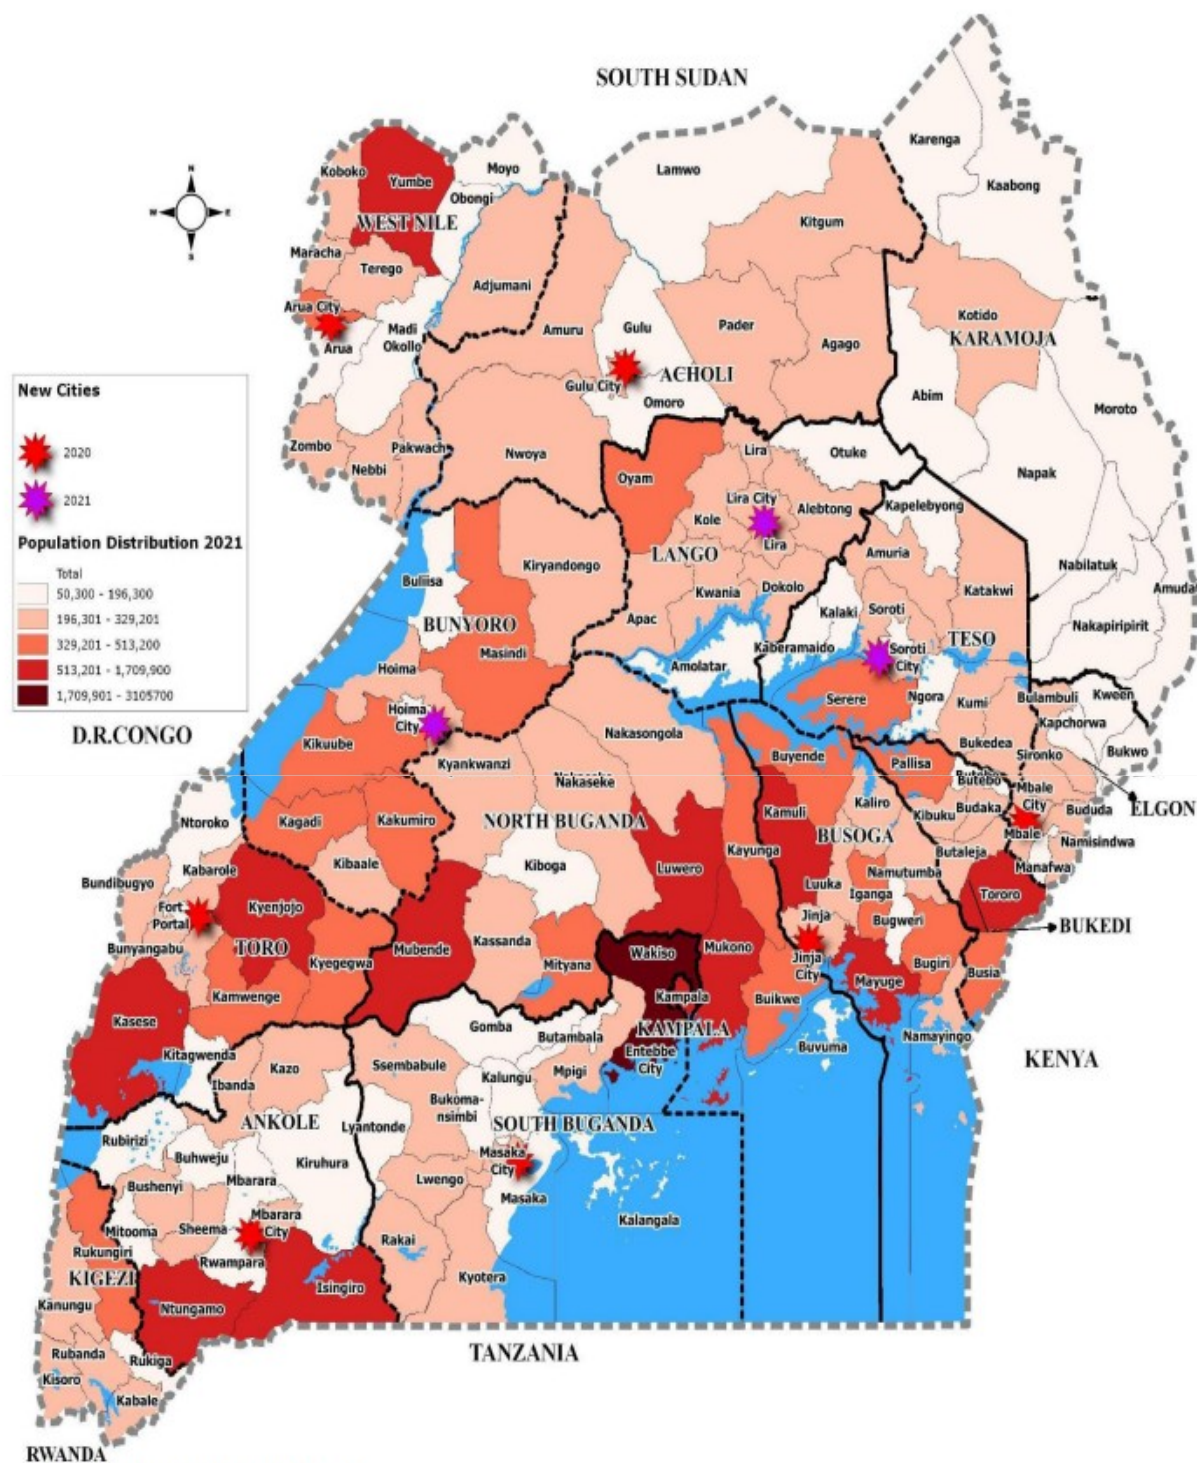 SOUTH SUDAN
Karenga
Kaabong
Lamwo
Moyo
Koboko
Yumbe
Obongi
WEST NILE
Kitgum
Maracha
Terego
Adjumani
Arua City
Arua
Madi
Okollo
Amuru
Gulu
Pader
Agago
Kotido
KARAMOJA
Gulu City
ACHOLI
Omoro
Abim
Moroto
New Cities
2020
2021
Population Distribution 2021
Total
50,300 - 196,300
196,301 - 329,201
329,201 - 513,200
513,201 - 1,709,900
1,709,901 - 3105700
Zombo
Nebbi
Pakwach
Nwoya
Oyam
Lira
Otuke
Napak
Lira City
Alebtong
Kole
Lira
Kapelebyong
LANGO
Amuria
Kiryandongo
Buliisa
Kwania
Dokolo
Katakwi
Nabilatuk
Amudat
Apac
Kalaki
Soroti
BUNYORO
Masindi
Nakapiripirit
TESO
Kaberamaido
Soroti
City
Amolatar
Hoima
Hoima
City
Serere
Ngora
Kumi
Bulambuli
Kween
Kapchorwa
D.R.CONGO
Kikuube
Nakasongola
Kyankwanzi
Buyende
Bukedea
Sironko
Bukwo
Pallisa
Nakaseke
Nakaseke
Butebo
Butebo
Mbale
City
Kaliro
Kibuku
Budaka
Bududa
ELGON
Ntoroko
Kagadi
Kakumiro
NORTH BUGANDA
Kamuli
BUSOGA
Mbale
Namisindwa
Kibaale
Kiboga
Kayunga
Butaleja
Manafwa
Kabarole
Bundibugyo
Luwero
Luuka
Iganga
Namutumba
Tororo
Fort
Portal
Kyenjojo
TORO
Bunyangabu
Kyegegwa
Mubende
Kassanda
Mityana
Wakiso
Mukono
Jinja
Jinja
City
Bugweri
BUKEDI
Bugiri
Busia
Kamwenge
Kampala
Buikwe
Mayuge
Kasese
KAMPALA
Namayingo
Gomba
Butambala
Entebbe
City
Buvuma
KENYA
Kitagwenda
Ibanda
Kazo
Ssembabule
Kalungu
Mpigi
Bukoma-
nsimbi
ANKOLE
Lyantonde
SOUTH BUGANDA
Rubirizi
Buhweju
Kiruhura
Masaka
City
Bushenyi
Mbarara
Lwengo
Masaka
Kalangala
Mbarara
City
Mitooma
Sheema
Rakai
Rukungiri
Rwampara
KIGEZI
Isingiro
Kyotera
Kanungu
Ntungamo
Rubanda
Rukiga
Kisoro
Kabale
TANZANIA
RWANDA
N
W
E
S